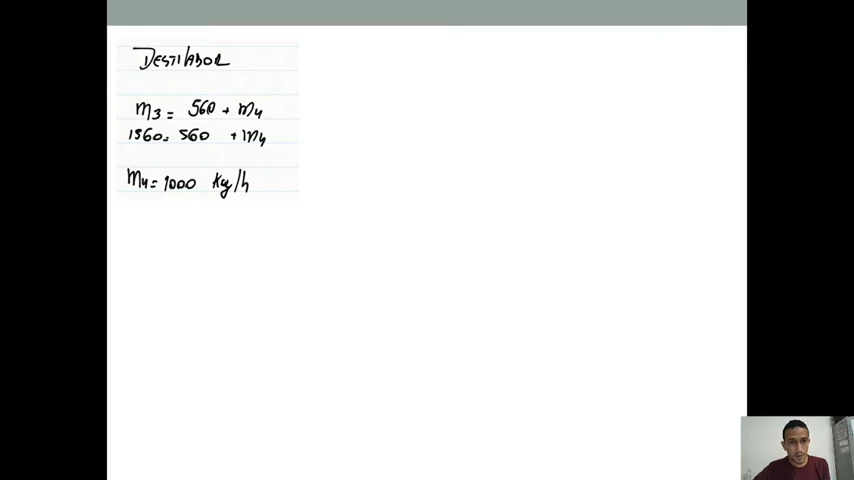 DESTILADOR
m3 = 560 + m4
1560 = 560 + m4
m4 = 1000 Kg/h